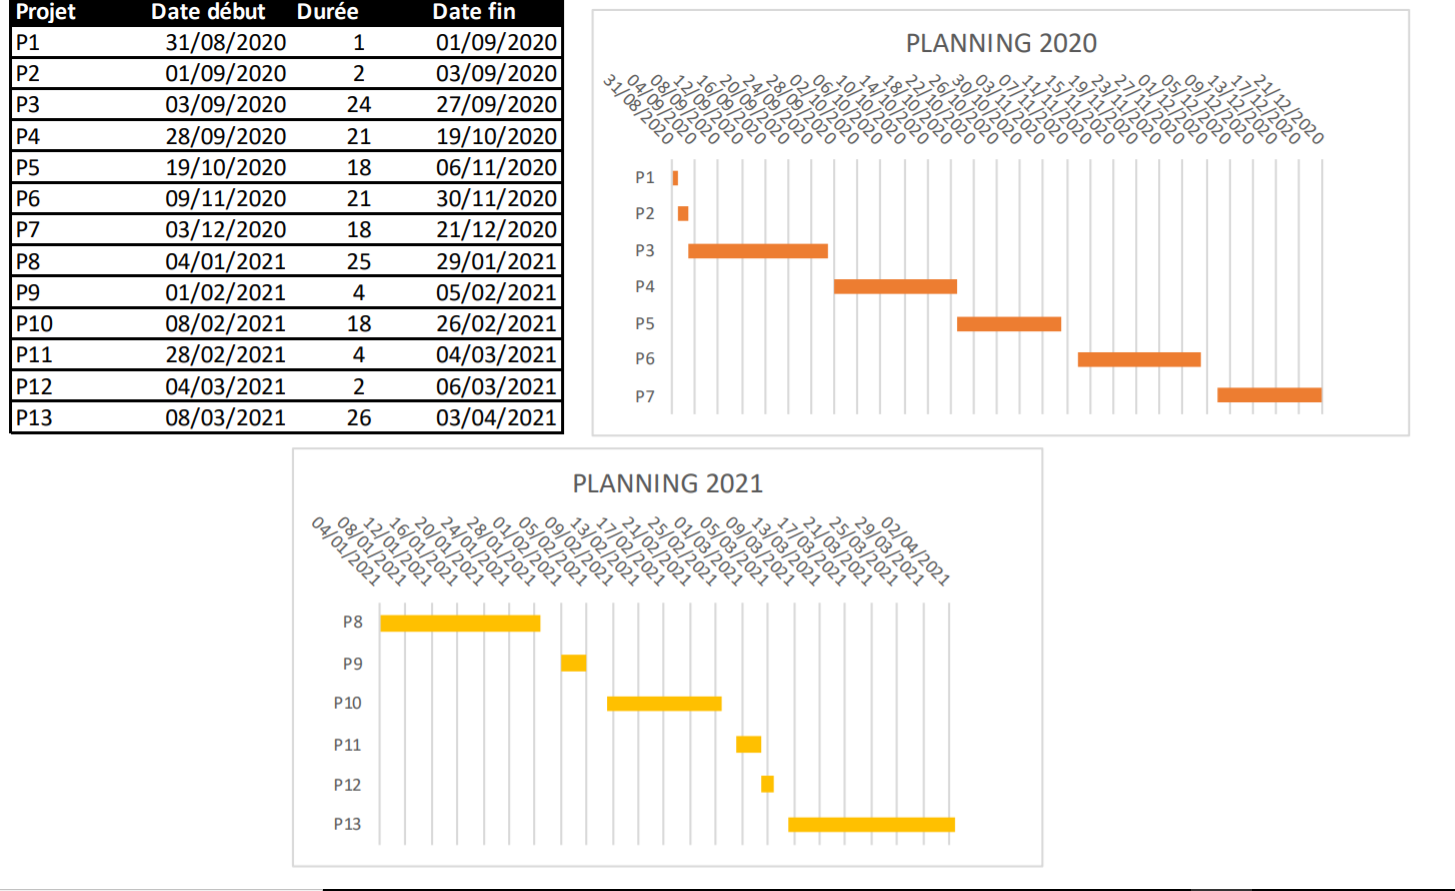 Projet Date début Durée Date fin
P1 31/08/2020 1 01/09/2020
P2 01/09/2020 2 03/09/2020
P3 03/09/2020 24 27/09/2020
P4 28/09/2020 21 19/10/2020
P5 19/10/2020 18 06/11/2020
P6 09/11/2020 21 30/11/2020
P7 03/12/2020 18 21/12/2020
P8 04/01/2021 25 29/01/2021
P9 01/02/2021 4 05/02/2021
P10 08/02/2021 18 26/02/2021
P11 28/02/2021 4 04/03/2021
P12 04/03/2021 2 06/03/2021
P13 08/03/2021 26 03/04/2021
PLANNING 2020
31/08/2020
04/09/2020
08/09/2020
12/09/2020
16/09/2020
20/09/2020
24/09/2020
28/09/2020
02/10/2020
06/10/2020
10/10/2020
14/10/2020
18/10/2020
22/10/2020
26/10/2020
30/10/2020
03/11/2020
07/11/2020
11/11/2020
15/11/2020
19/11/2020
23/11/2020
27/11/2020
01/12/2020
05/12/2020
09/12/2020
13/12/2020
17/12/2020
21/12/2020
P1
P2
P3
P4
P5
P6
P7
PLANNING 2021
04/01/2021
08/01/2021
12/01/2021
16/01/2021
20/01/2021
24/01/2021
28/01/2021
01/02/2021
05/02/2021
09/02/2021
13/02/2021
17/02/2021
21/02/2021
25/02/2021
01/03/2021
05/03/2021
09/03/2021
13/03/2021
17/03/2021
21/03/2021
25/03/2021
29/03/2021
02/04/2021
P8
P9
P10
P11
P12
P13